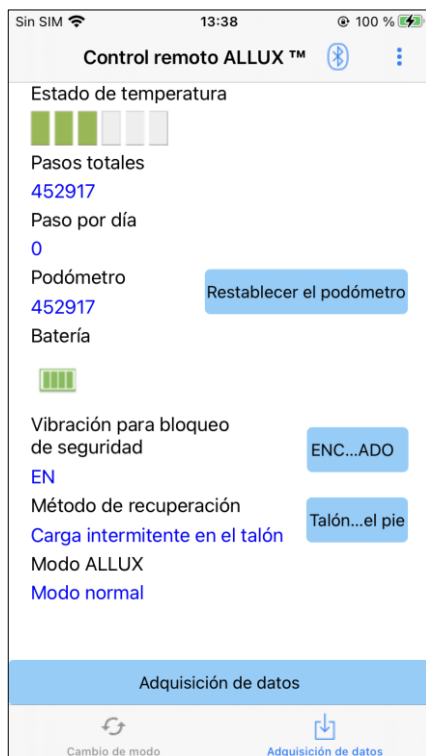 Sin SIM 13:38 100 %
Control remoto ALLUX ™
Estado de temperatura
Pasos totales
452917
Paso por día
0
Podómetro
Restablecer el podómetro
452917
Batería
Vibración para bloqueo
de seguridad
ENC...ADO
EN
Método de recuperación
Talón...el pie
Carga intermitente en el talón
Modo ALLUX
Modo normal
Adquisición de datos
Cambio de modo
Adquisición de datos